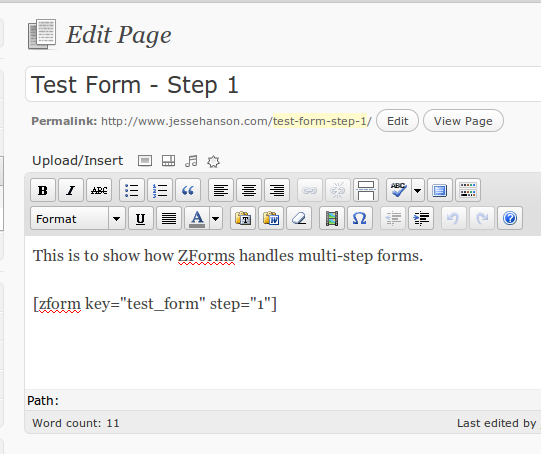 Edit Page
Test Form - Step 1
Permalink: http://www.jessehanson.com/test-form-step-1/ Edit View Page
Upload/Insert
B I ABC “ ABC
Format U A T W Ω ?
This is to show how ZForms handles multi-step forms.
[zform key="test_form" step="1"]
Path:
Word count: 11 Last edited by